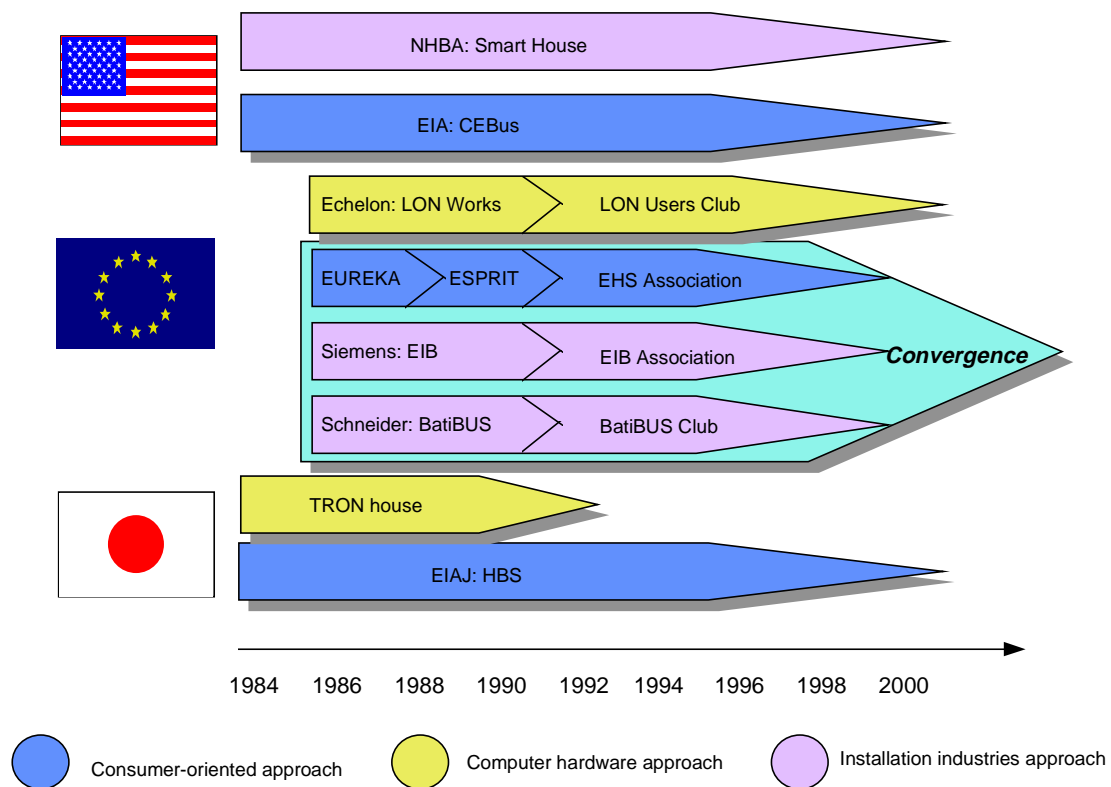 NHBA: Smart House
EIA: CEBus
Echelon: LON Works LON Users Club
EUREKA ESPRIT EHS Association
Siemens: EIB EIB Association
Convergence
Schneider: BatiBUS BatiBUS Club
TRON house
EIAJ: HBS
1984 1986 1988 1990 1992 1994 1996 1998 2000
Consumer-oriented approach Computer hardware approach Installation industries approach